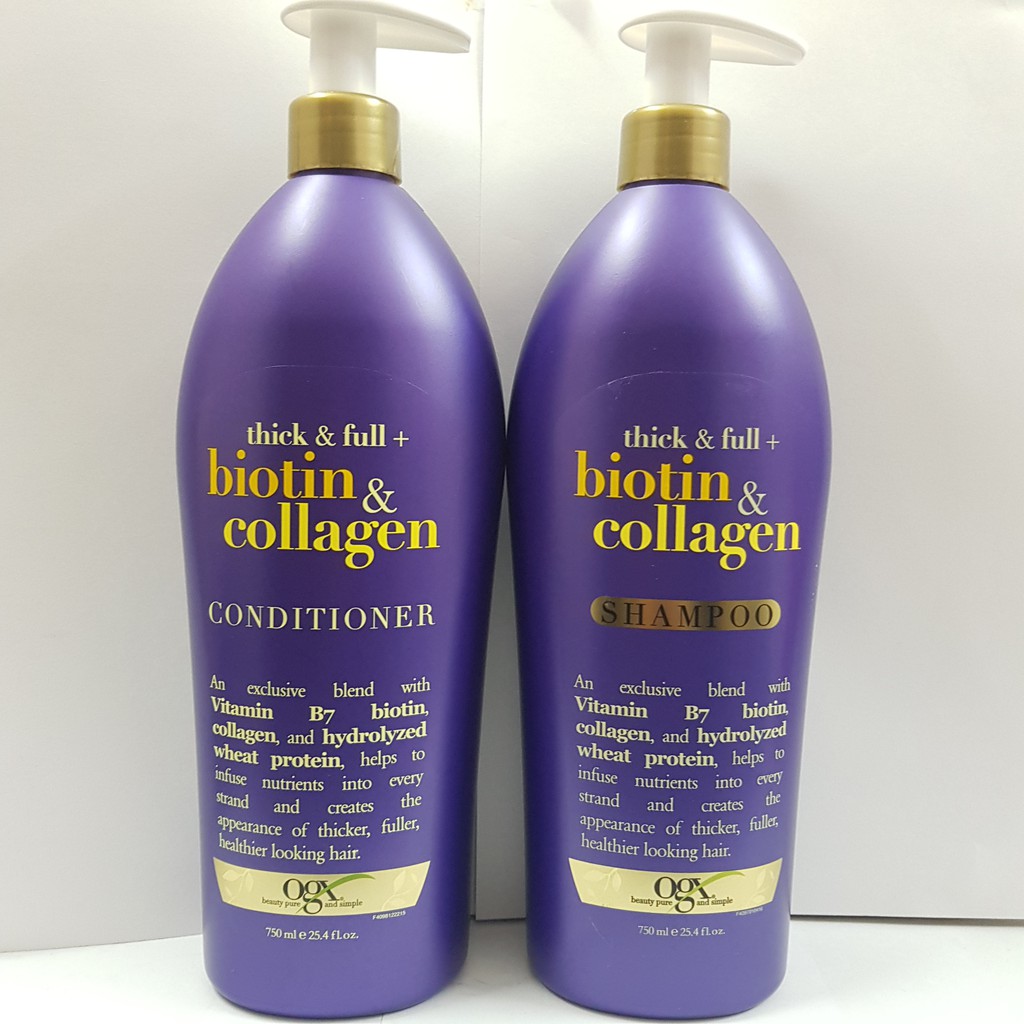 thick & full +
biotin &
collagen
CONDITIONER
An exclusive blend with
Vitamin B7 biotin,
collagen, and hydrolyzed
wheat protein, helps to
infuse nutrients into every
strand and creates the
appearance of thicker, fuller,
healthier looking hair.
ogx®
beauty pure and simple
750 ml e 25.4 fl.oz.
thick & full +
biotin &
collagen
SHAMPOO
An exclusive blend with
Vitamin B7 biotin,
collagen, and hydrolyzed
wheat protein, helps to
infuse nutrients into every
strand and creates the
appearance of thicker, fuller,
healthier looking hair.
ogx®
beauty pure and simple
750 ml e 25.4 fl.oz.